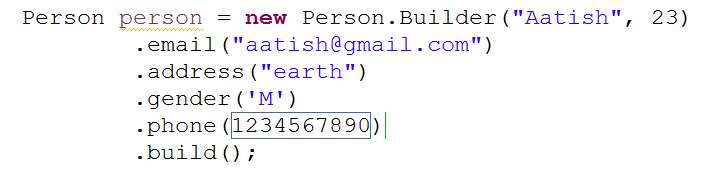 Person person = new Person.Builder("Aatish", 23)
.email("aatish@gmail.com")
.address("earth")
.gender('M')
.phone(1234567890)
.build();